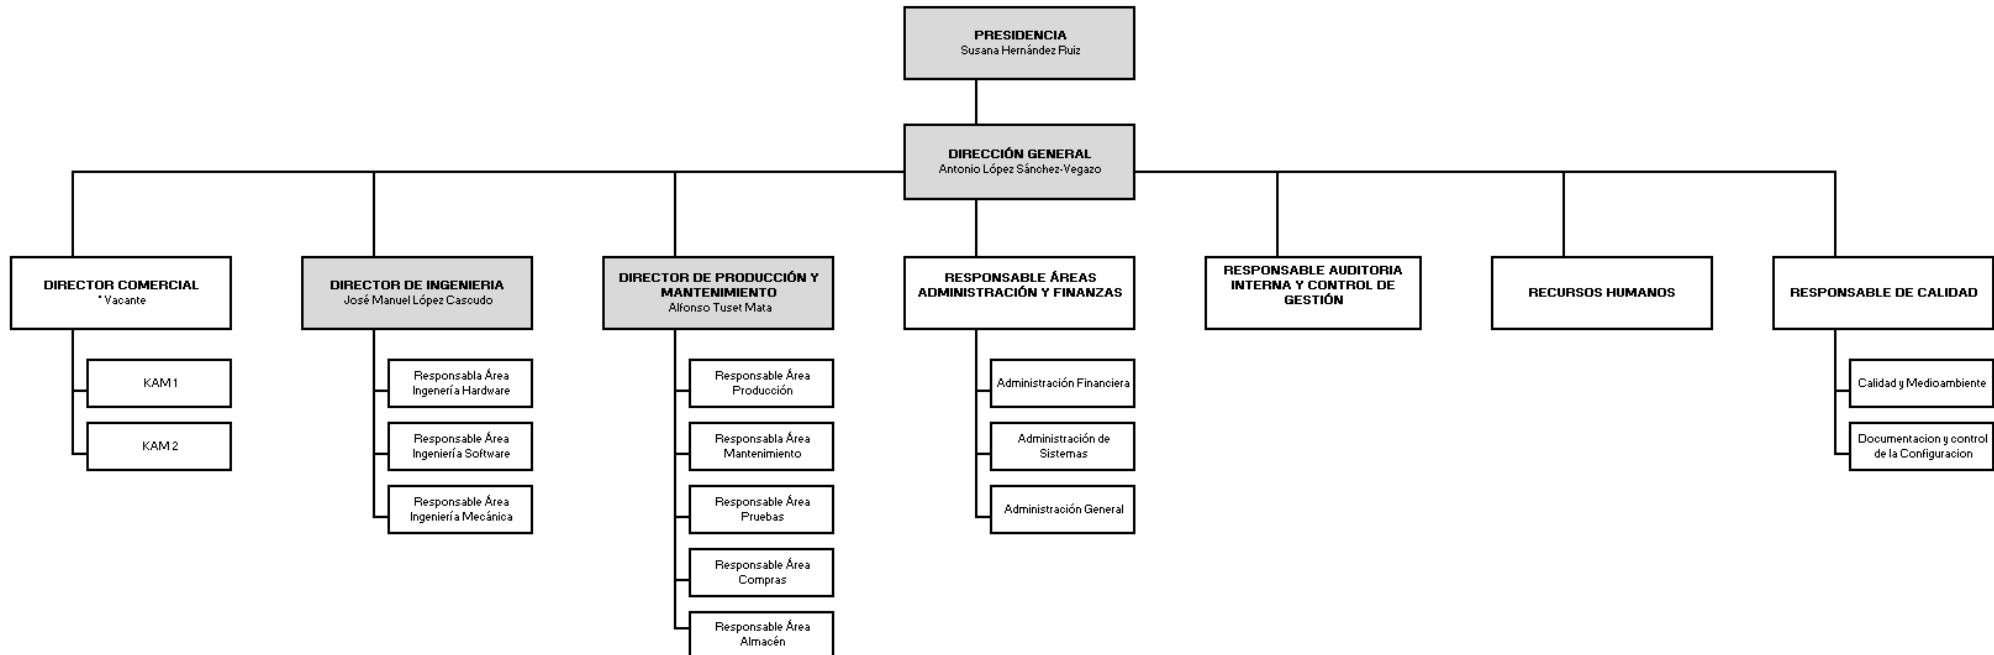 PRESIDENCIA
Susana Hernández Ruiz
DIRECCIÓN GENERAL
Antonio López Sánchez-Vegazo
DIRECTOR COMERCIAL
* Vacante
KAM 1
KAM 2
DIRECTOR DE INGENIERIA
José Manuel López Cascudo
Responsabla Área
Ingenería Hardware
Responsable Área
Ingeniería Software
Responsable Área
Ingeniería Mecánica
DIRECTOR DE PRODUCCIÓN Y
MANTENIMIENTO
Alfonso Tuset Mata
Responsable Área
Producción
Responsabla Área
Mantenimiento
Responsable Área
Pruebas
Responsable Área
Compras
Responsable Área
Almacén
RESPONSABLE ÁREAS
ADMINISTRACIÓN Y FINANZAS
Administración Financiera
Administración de
Sistemas
Administración General
RESPONSABLE AUDITORIA
INTERNA Y CONTROL DE
GESTIÓN
RECURSOS HUMANOS
RESPONSABLE DE CALIDAD
Calidad y Medioambiente
Documentacion y control
de la Configuracion